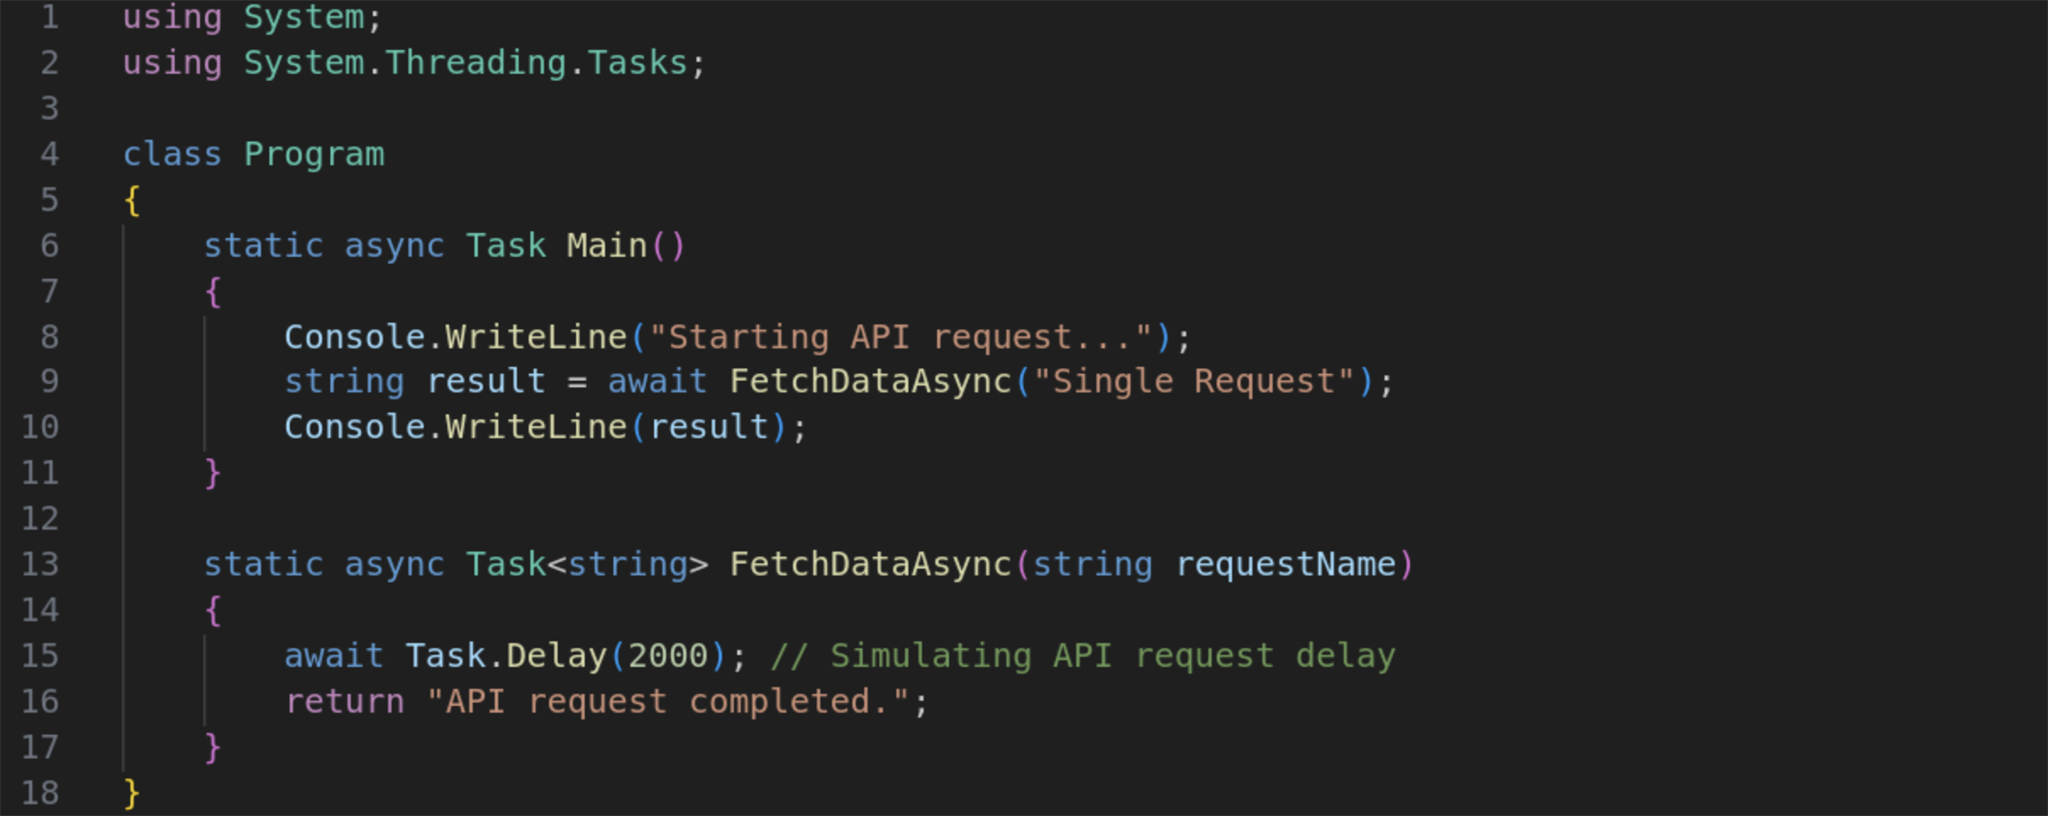 1 using System;
2 using System.Threading.Tasks;
3
4 class Program
5 {
6     static async Task Main()
7     {
8         Console.WriteLine("Starting API request...");
9         string result = await FetchDataAsync("Single Request");
10         Console.WriteLine(result);
11     }
12
13     static async Task<string> FetchDataAsync(string requestName)
14     {
15         await Task.Delay(2000); // Simulating API request delay
16         return "API request completed.";
17     }
18 }